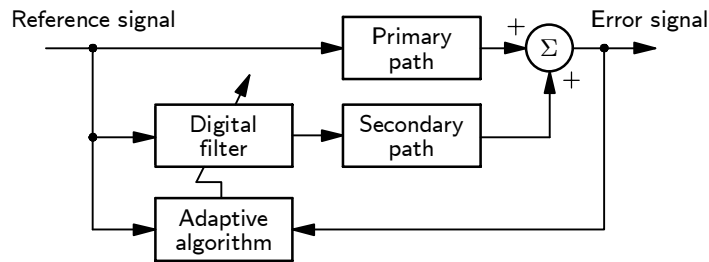 Reference signal
Error signal
Primary
path
+
Σ
+
Digital
filter
Secondary
path
Adaptive
algorithm